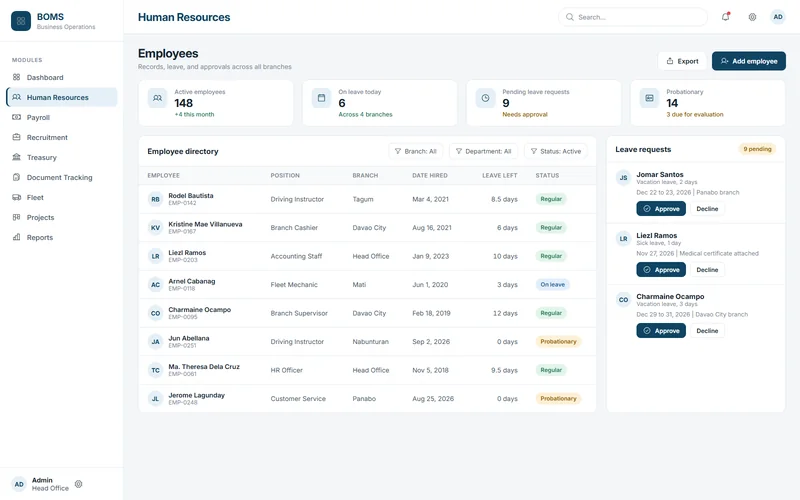 BOMS
Business Operations
Human Resources
Search...
AD
MODULES
Dashboard
Human Resources
Payroll
Recruitment
Treasury
Document Tracking
Fleet
Projects
Reports
AD
Admin
Head Office
Employees
Records, leave, and approvals across all branches.
Export
Add employee
Active employees
148
+4 this month
On leave today
6
Across 4 branches
Pending leave requests
9
Needs approval
Probationary
14
3 due for evaluation
Employee directory
Branch: All
Department: All
Status: Active
EMPLOYEE POSITION BRANCH DATE HIRED LEAVE LEFT STATUS
RB Rodel Bautista EMP-0142 Driving Instructor Tagum Mar 4, 2021 8.5 days Regular
KV Kristine Mae Villanueva EMP-0167 Branch Cashier Davao City Aug 16, 2021 6 days Regular
LR Liezl Ramos EMP-0203 Accounting Staff Head Office Jan 9, 2023 10 days Regular
AC Arnel Cabanag EMP-0118 Fleet Mechanic Mati Jun 1, 2020 3 days On leave
CO Charmaine Ocampo EMP-0095 Branch Supervisor Davao City Feb 18, 2019 12 days Regular
JA Jun Abellana EMP-0251 Driving Instructor Nabunturan Sep 2, 2026 0 days Probationary
TC Ma. Theresa Dela Cruz EMP-0081 HR Officer Head Office Nov 5, 2018 9.5 days Regular
JL Jerome Lagunday EMP-0248 Customer Service Panabo Aug 25, 2026 0 days Probationary
Leave requests
9 pending
JS
Jomar Santos
Vacation leave, 2 days
Dec 22 to 23, 2026 | Panabo branch
Approve
Decline
LR
Liezl Ramos
Sick leave, 1 day
Nov 27, 2026 | Medical certificate attached
Approve
Decline
CO
Charmaine Ocampo
Vacation leave, 3 days
Dec 29 to 31, 2026 | Davao City branch
Approve
Decline